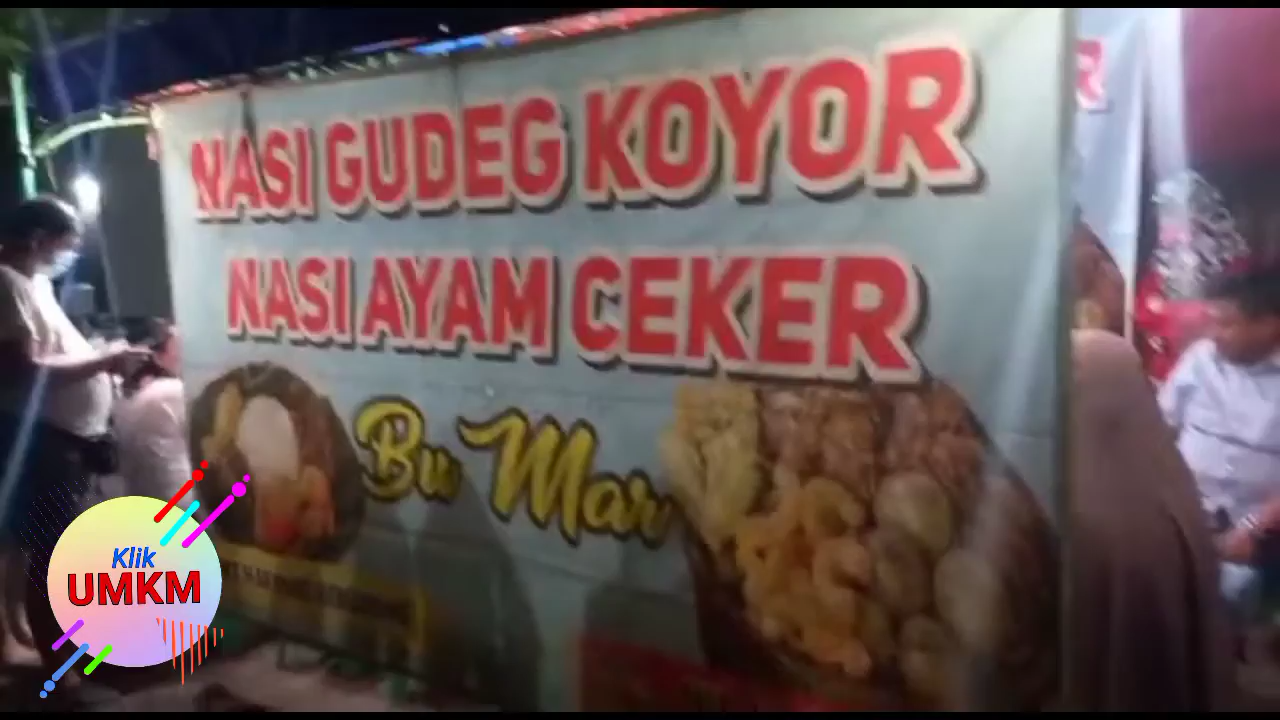 NASI GUDEG KOYOR
NASI AYAM CEKER
Bu Mar
Klik
UMKM
R